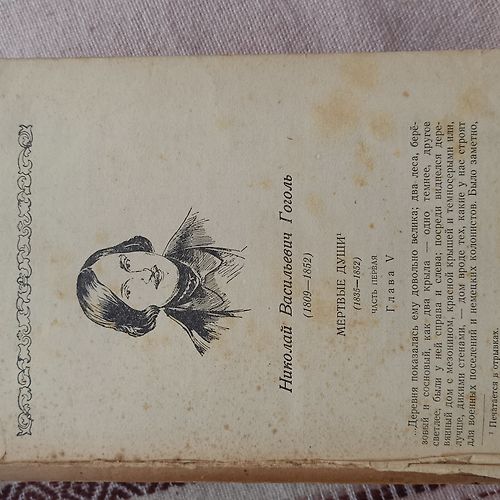 Николай Васильевич Гоголь
(1809—1852)
МЕРТВЫЕ ДУШИ¹
(1835—1852)
ЧАСТЬ ПЕРВАЯ
Глава V
...Деревня показалась ему довольно велика; два леса, берё-
зовый и сосновый, как два крыла — одно темнее, другое
светлее, были у ней справа и слева; посреди виднелся дере-
вянный дом с мезонином, красной крышей и темносерыми или,
лучше, дикими стенами, — дом вроде тех, какие у нас строят
для военных поселений и немецких колонистов. Было заметно,
¹ Печатается в отрывках.